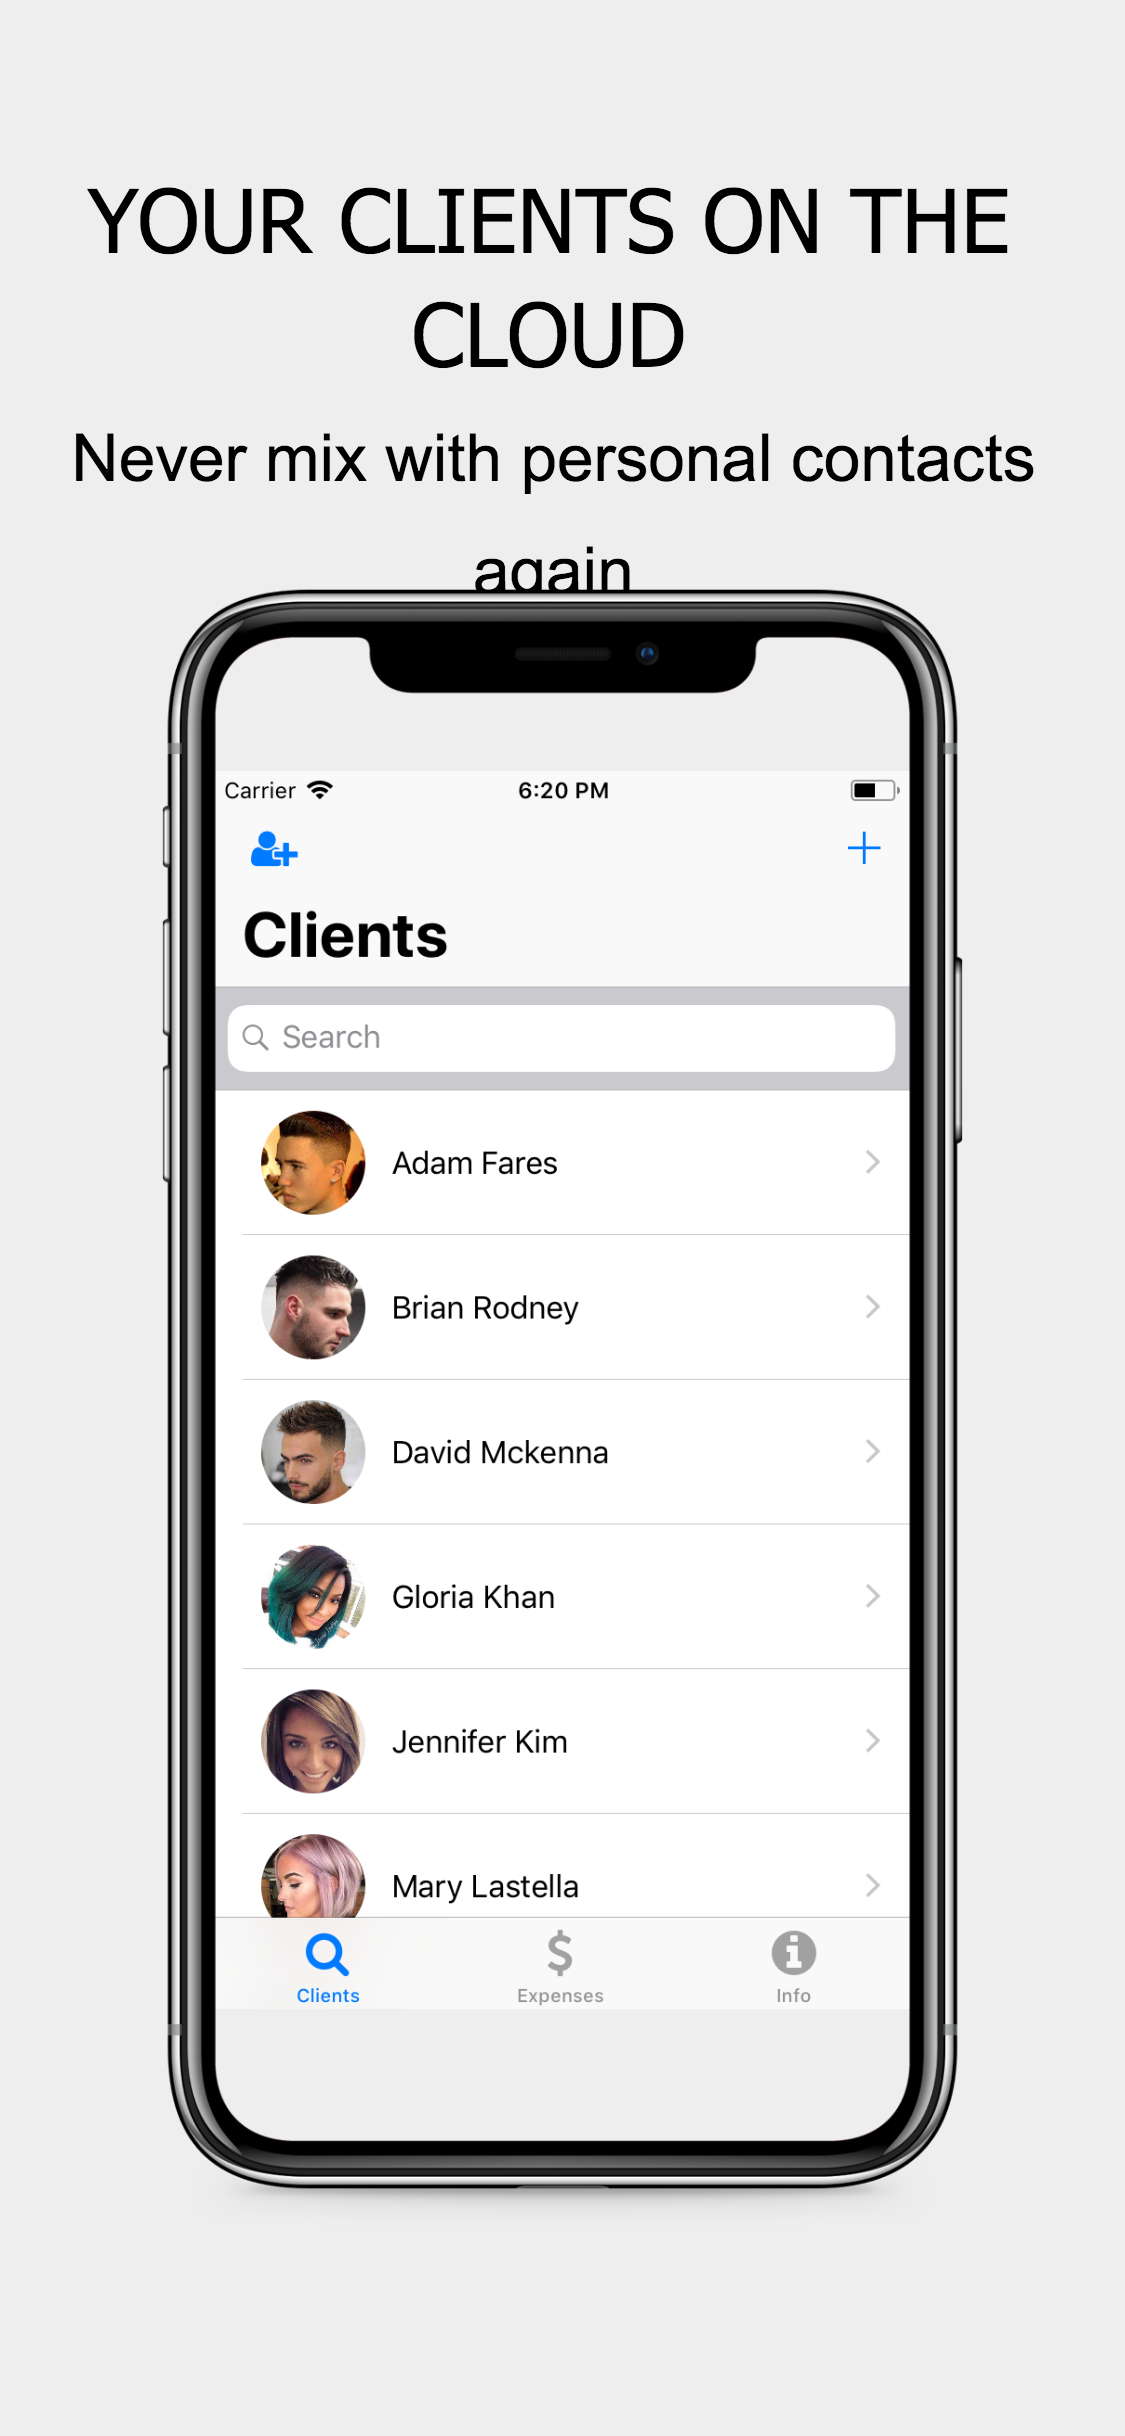 YOUR CLIENTS ON THE
CLOUD
Never mix with personal contacts
again
Carrier 6:20 PM
Clients
Search
Adam Fares
Brian Rodney
David Mckenna
Gloria Khan
Jennifer Kim
Mary Lastella
Clients Expenses Info